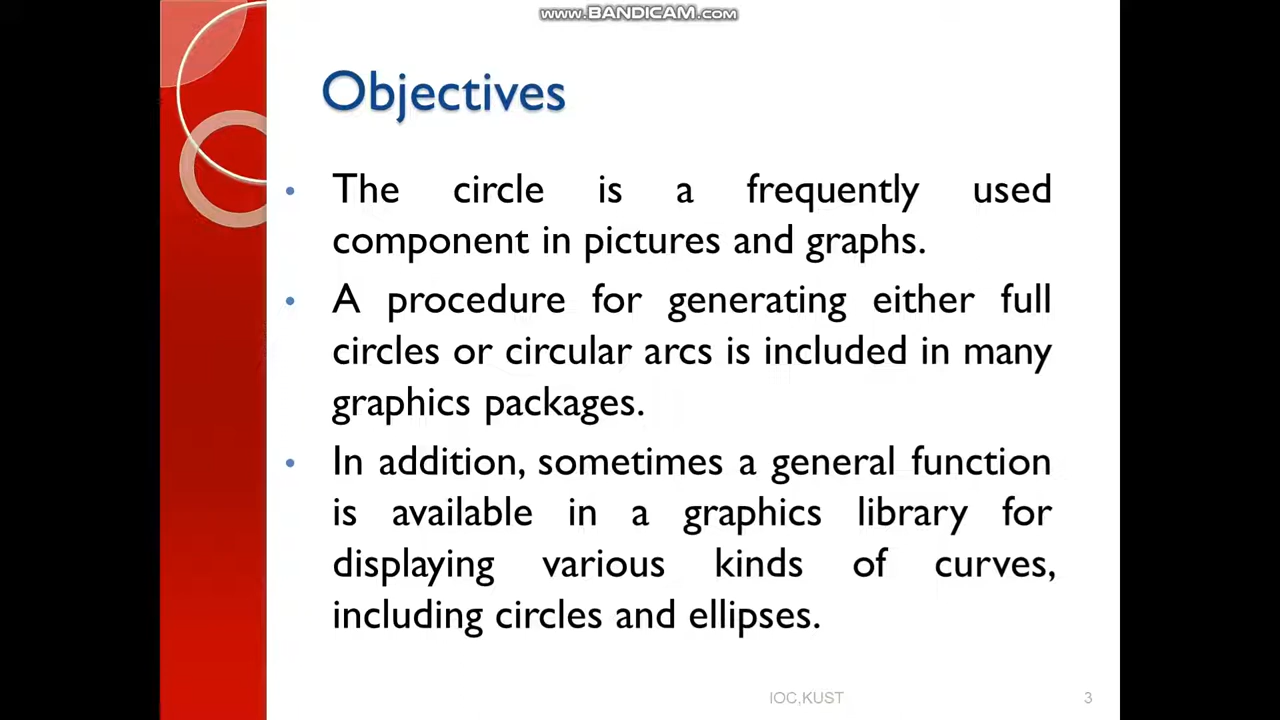 www.BANDICAM.com
Objectives
• The circle is a frequently used
component in pictures and graphs.
• A procedure for generating either full
circles or circular arcs is included in many
graphics packages.
• In addition, sometimes a general function
is available in a graphics library for
displaying various kinds of curves,
including circles and ellipses.
IOC,KUST 3